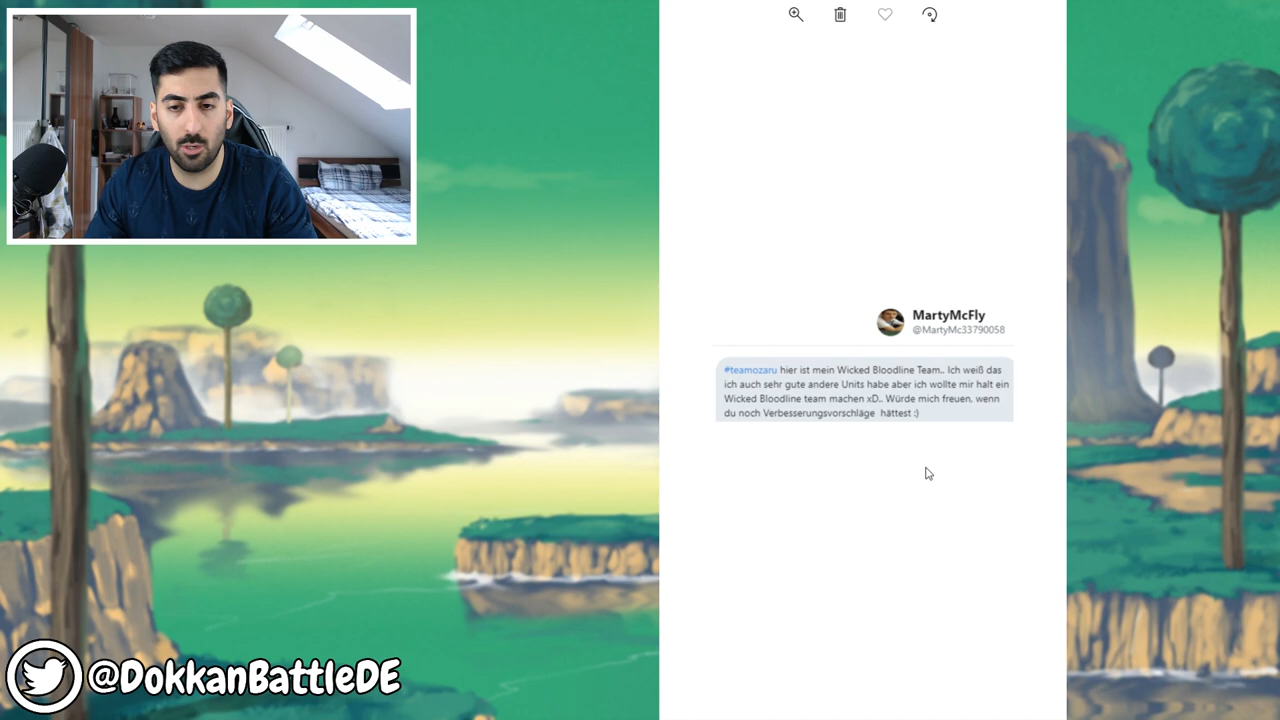 MartyMcFly
@MartyMc33790058
#teamozaru hier ist mein Wicked Bloodline Team.. Ich weiß das
ich auch sehr gute andere Units habe aber ich wollte mir halt ein
Wicked Bloodline team machen xD.. Würde mich freuen, wenn
du noch Verbesserungsvorschläge hättest :)
@DokkanBattleDE